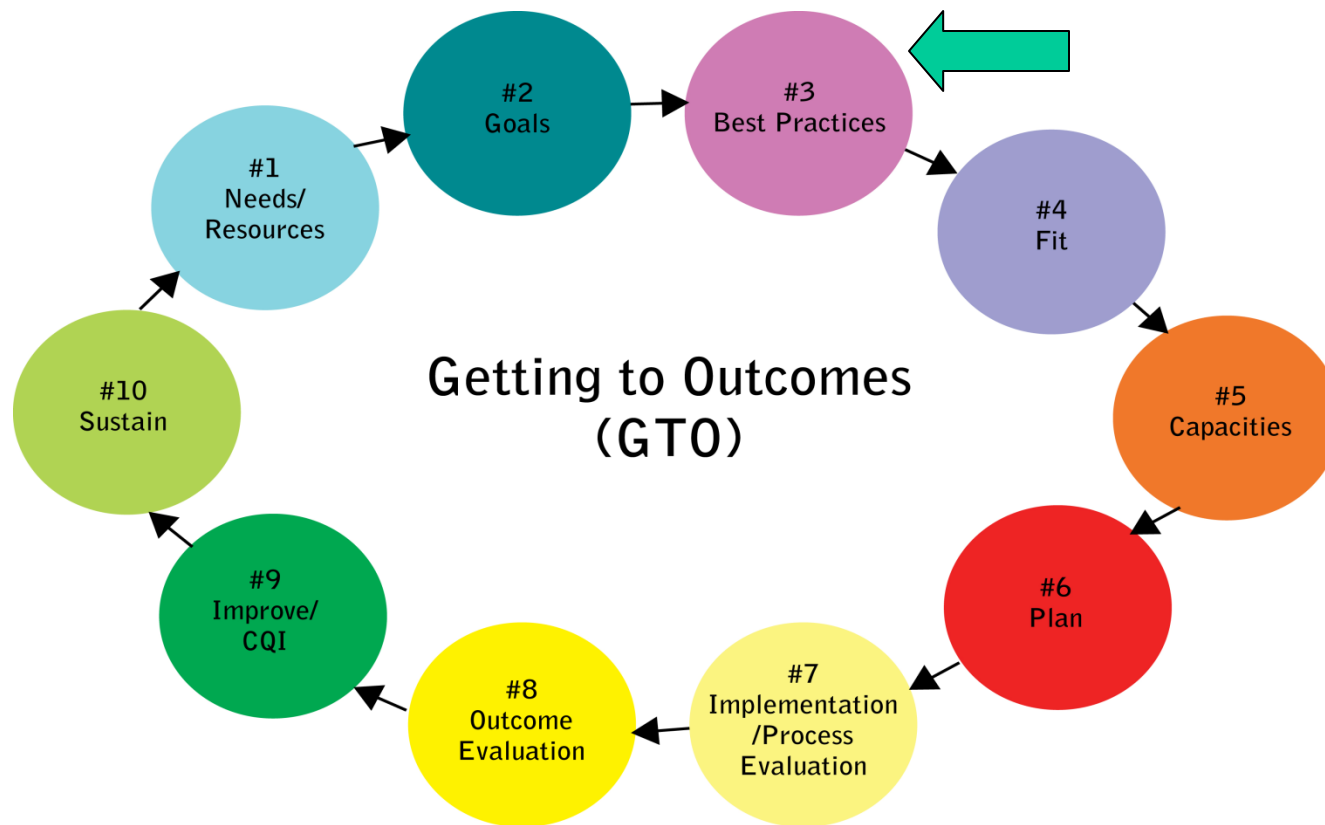 #1
Needs/
Resources
#2
Goals
#3
Best Practices
#4
Fit
#5
Capacities
#6
Plan
#7
Implementation
/Process
Evaluation
#8
Outcome
Evaluation
#9
Improve/
CQI
#10
Sustain
Getting to Outcomes
(GTO)